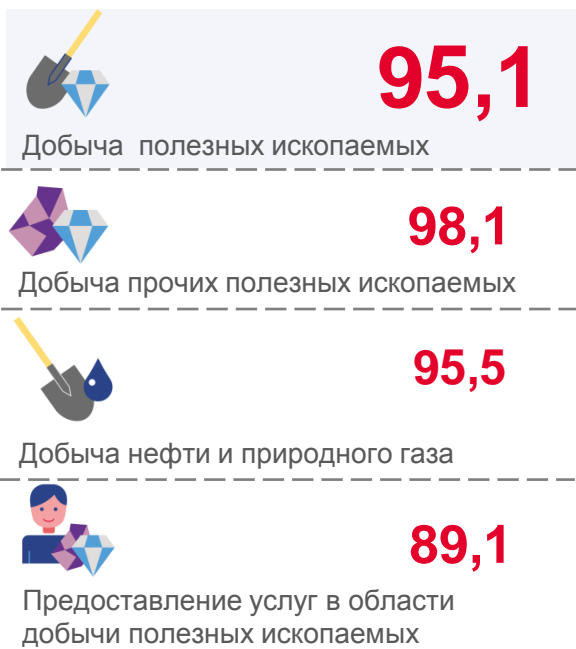 95,1
Добыча полезных ископаемых
98,1
Добыча прочих полезных ископаемых
95,5
Добыча нефти и природного газа
89,1
Предоставление услуг в области
добычи полезных ископаемых